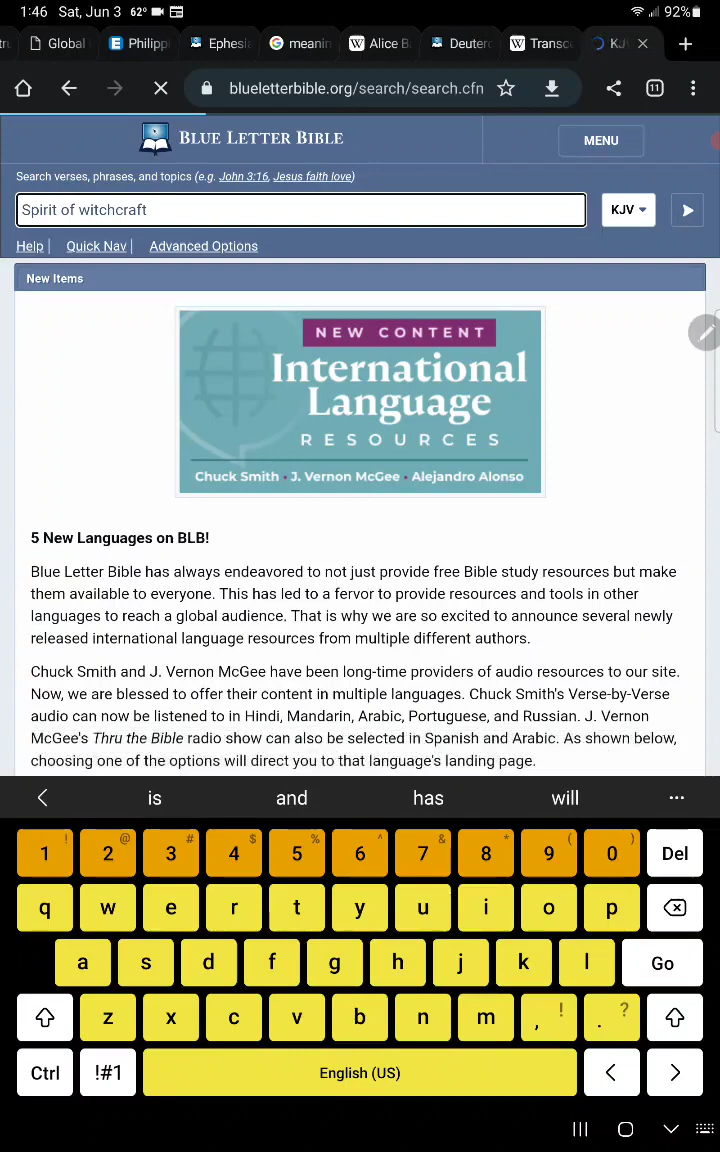 1:46 Sat, Jun 3 62° 92%
Global Philippi Ephesia meanin Alice B Deutero Transce KJV
blueletterbible.org/search/search.cfn 11
BLUE LETTER BIBLE MENU
Search verses, phrases, and topics (e.g. John 3:16, Jesus faith love)
Spirit of witchcraft KJV
Help | Quick Nav | Advanced Options
New Items
NEW CONTENT
International
Language
RESOURCES
Chuck Smith • J. Vernon McGee • Alejandro Alonso
5 New Languages on BLB!
Blue Letter Bible has always endeavored to not just provide free Bible study resources but make
them available to everyone. This has led to a fervor to provide resources and tools in other
languages to reach a global audience. That is why we are so excited to announce several newly
released international language resources from multiple different authors.
Chuck Smith and J. Vernon McGee have been long-time providers of audio resources to our site.
Now, we are blessed to offer their content in multiple languages. Chuck Smith's Verse-by-Verse
audio can now be listened to in Hindi, Mandarin, Arabic, Portuguese, and Russian. J. Vernon
McGee's Thru the Bible radio show can also be selected in Spanish and Arabic. As shown below,
choosing one of the options will direct you to that language's landing page.
is and has will ...
! @ # $ % ^ & * ( )
1 2 3 4 5 6 7 8 9 0 Del
q w e r t y u i o p
a s d f g h j k l Go
z x c v b n m , ! . ?
Ctrl !#1 English (US) < >